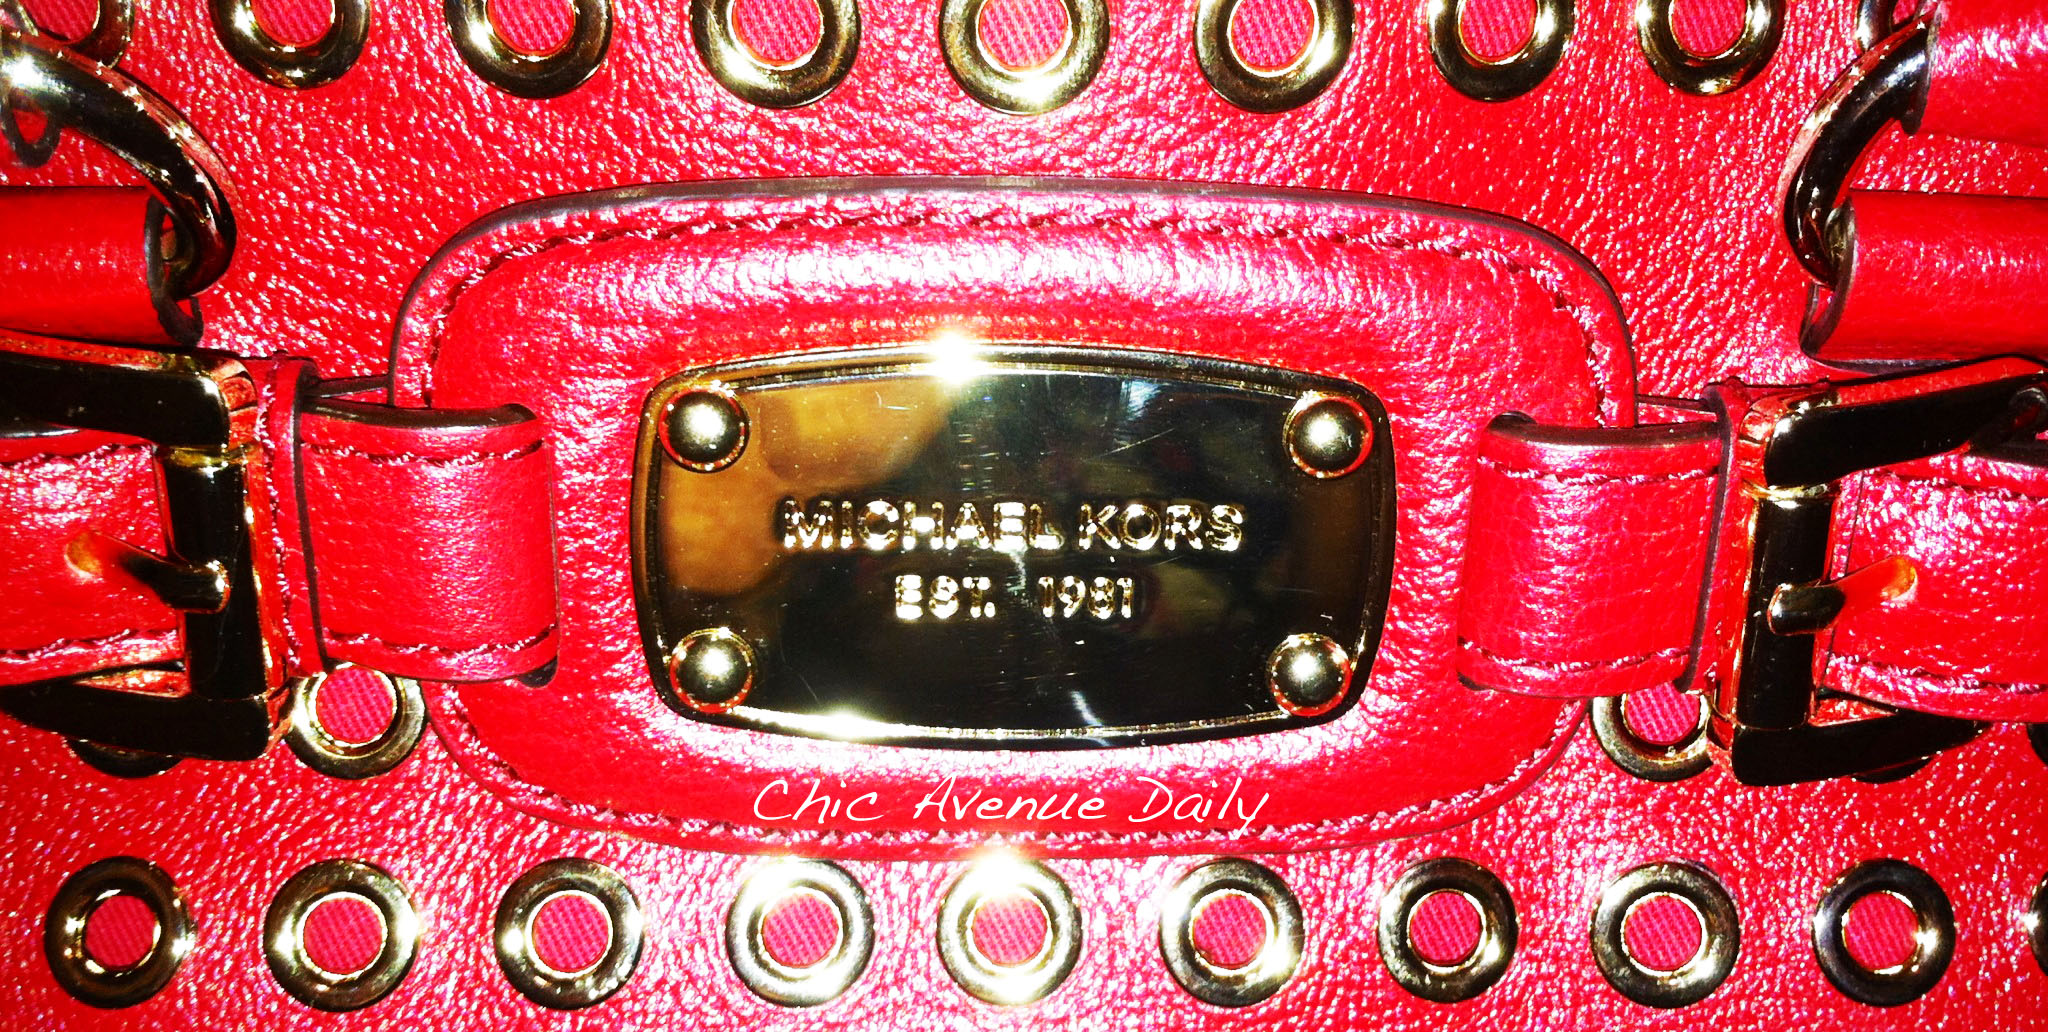 MICHAEL KORS
EST. 1981
Chic Avenue Daily